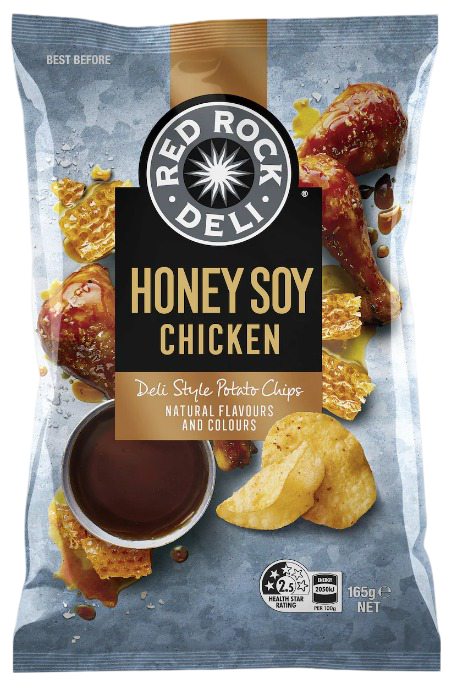 BEST BEFORE
RED ROCK
DELI
®
HONEY SOY
CHICKEN
Deli Style Potato Chips
NATURAL FLAVOURS
AND COLOURS
2.5
HEALTH STAR
RATING
ENERGY
2050kJ
PER 100g
165g e
NET